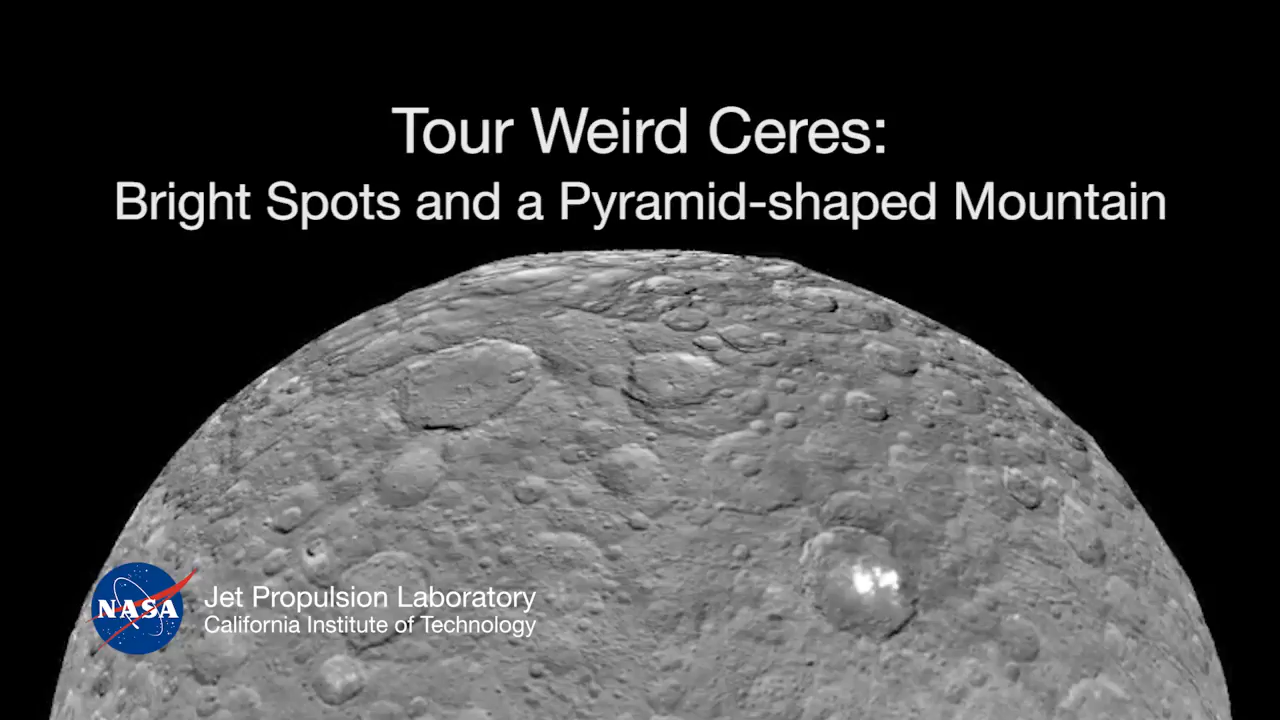 Tour Weird Ceres:
Bright Spots and a Pyramid-shaped Mountain
NASA
Jet Propulsion Laboratory
California Institute of Technology